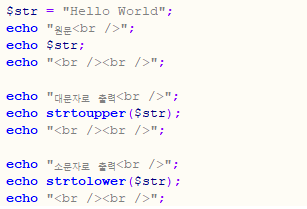 $str = "Hello World";
echo "원문<br />";
echo $str;
echo "<br /><br />";
echo "대문자로 출력<br />";
echo strtoupper($str);
echo "<br /><br />";
echo "소문자로 출력<br />";
echo strtolower($str);
echo "<br /><br />";